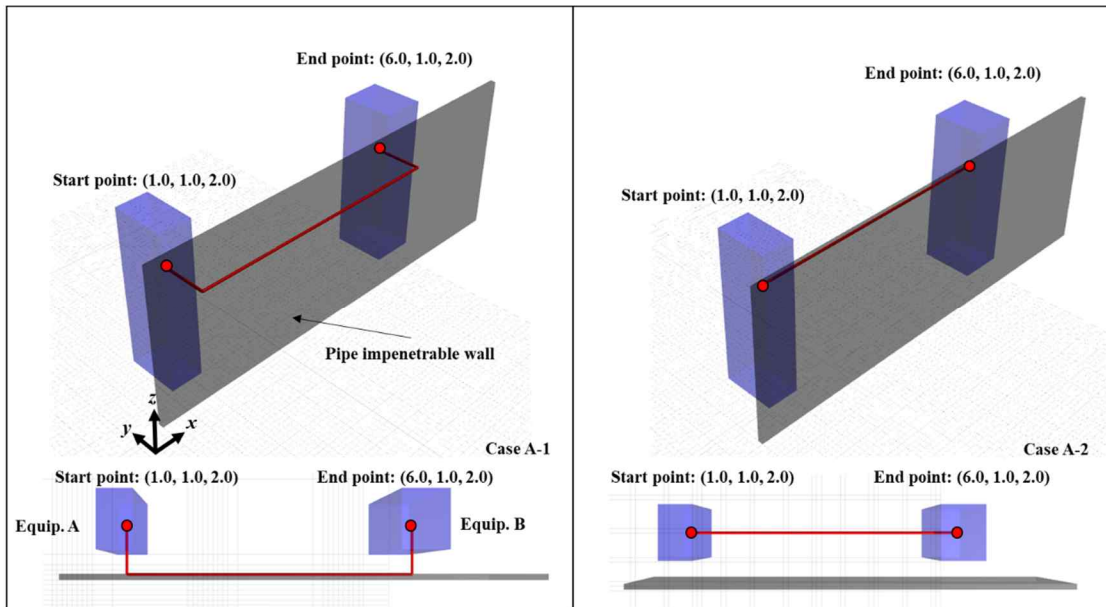 End point: (6.0, 1.0, 2.0)
Start point: (1.0, 1.0, 2.0)
Pipe impenetrable wall
z
y
x
Case A-1
Start point: (1.0, 1.0, 2.0)
End point: (6.0, 1.0, 2.0)
Equip. A
Equip. B
End point: (6.0, 1.0, 2.0)
Start point: (1.0, 1.0, 2.0)
Case A-2
Start point: (1.0, 1.0, 2.0)
End point: (6.0, 1.0, 2.0)